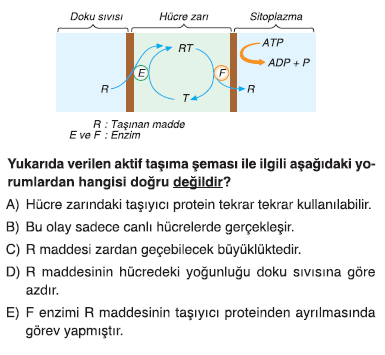 Doku sıvısı Hücre zarı Sitoplazma
RT
ATP
E
F
ADP + P
R
R
T
R : Taşınan madde
E ve F : Enzim
Yukarıda verilen aktif taşıma şeması ile ilgili aşağıdaki yo-
rumlardan hangisi doğru değildir?
A) Hücre zarındaki taşıyıcı protein tekrar tekrar kullanılabilir.
B) Bu olay sadece canlı hücrelerde gerçekleşir.
C) R maddesi zardan geçebilecek büyüklüktedir.
D) R maddesinin hücredeki yoğunluğu doku sıvısına göre
azdır.
E) F enzimi R maddesinin taşıyıcı proteinden ayrılmasında
görev yapmıştır.